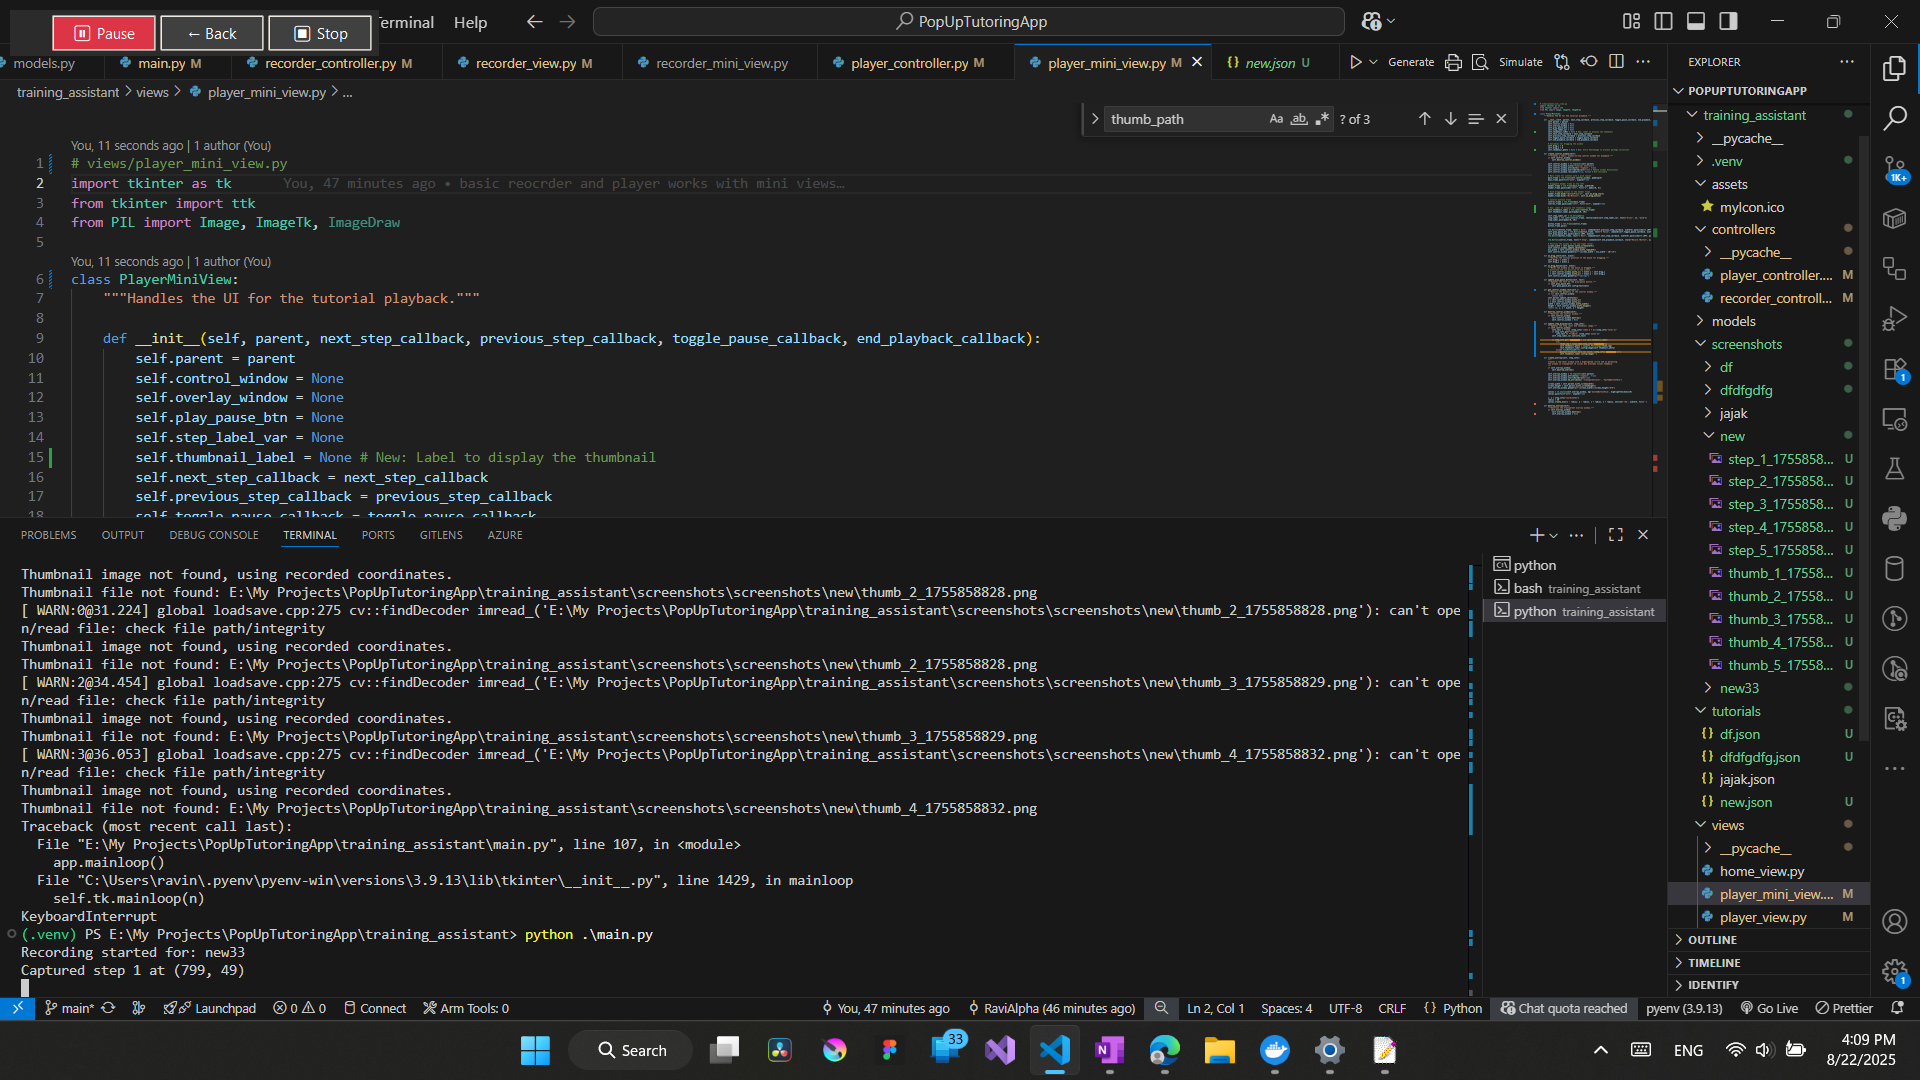 Pause
← Back
Stop
Terminal
Help
PopUpTutoringApp
models.py
main.py M
recorder_controller.py M
recorder_view.py M
recorder_mini_view.py
player_controller.py M
player_mini_view.py M
new.json U
Generate
Simulate
training_assistant > views > player_mini_view.py > ...
thumb_path
Aa
ab
? of 3
You, 11 seconds ago | 1 author (You)
1 # views/player_mini_view.py
2 import tkinter as tk You, 47 minutes ago • basic reocrder and player works with mini views…
3 from tkinter import ttk
4 from PIL import Image, ImageTk, ImageDraw
5
You, 11 seconds ago | 1 author (You)
6 class PlayerMiniView:
7 """Handles the UI for the tutorial playback."""
8
9 def __init__(self, parent, next_step_callback, previous_step_callback, toggle_pause_callback, end_playback_callback):
10 self.parent = parent
11 self.control_window = None
12 self.overlay_window = None
13 self.play_pause_btn = None
14 self.step_label_var = None
15 self.thumbnail_label = None # New: Label to display the thumbnail
16 self.next_step_callback = next_step_callback
17 self.previous_step_callback = previous_step_callback
18 self.toggle_pause_callback = toggle_pause_callback
PROBLEMS
OUTPUT
DEBUG CONSOLE
TERMINAL
PORTS
GITLENS
AZURE
Thumbnail image not found, using recorded coordinates.
Thumbnail file not found: E:\My Projects\PopUpTutoringApp\training_assistant\screenshots\screenshots\new\thumb_2_1755858828.png
[ WARN:0@31.224] global loadsave.cpp:275 cv::findDecoder imread_('E:\My Projects\PopUpTutoringApp\training_assistant\screenshots\screenshots\new\thumb_2_1755858828.png'): can't ope
n/read file: check file path/integrity
Thumbnail image not found, using recorded coordinates.
Thumbnail file not found: E:\My Projects\PopUpTutoringApp\training_assistant\screenshots\screenshots\new\thumb_2_1755858828.png
[ WARN:2@34.454] global loadsave.cpp:275 cv::findDecoder imread_('E:\My Projects\PopUpTutoringApp\training_assistant\screenshots\screenshots\new\thumb_3_1755858829.png'): can't ope
n/read file: check file path/integrity
Thumbnail image not found, using recorded coordinates.
Thumbnail file not found: E:\My Projects\PopUpTutoringApp\training_assistant\screenshots\screenshots\new\thumb_3_1755858829.png
[ WARN:3@36.053] global loadsave.cpp:275 cv::findDecoder imread_('E:\My Projects\PopUpTutoringApp\training_assistant\screenshots\screenshots\new\thumb_4_1755858832.png'): can't ope
n/read file: check file path/integrity
Thumbnail image not found, using recorded coordinates.
Thumbnail file not found: E:\My Projects\PopUpTutoringApp\training_assistant\screenshots\screenshots\new\thumb_4_1755858832.png
Traceback (most recent call last):
File "E:\My Projects\PopUpTutoringApp\training_assistant\main.py", line 107, in <module>
app.mainloop()
File "C:\Users\ravin\.pyenv\pyenv-win\versions\3.9.13\lib\tkinter\__init__.py", line 1429, in mainloop
self.tk.mainloop(n)
KeyboardInterrupt
(.venv) PS E:\My Projects\PopUpTutoringApp\training_assistant> python .\main.py
Recording started for: new33
Captured step 1 at (799, 49)
python
bash training_assistant
python training_assistant
EXPLORER
POPUPTUTORINGAPP
training_assistant
__pycache__
.venv
assets
myIcon.ico
controllers
__pycache__
player_controller.... M
recorder_controll... M
models
screenshots
df
dfdfgdfg
jajak
new
step_1_1755858... U
step_2_1755858... U
step_3_1755858... U
step_4_1755858... U
step_5_1755858... U
thumb_1_17558... U
thumb_2_17558... U
thumb_3_17558... U
thumb_4_17558... U
thumb_5_17558... U
new33
tutorials
df.json U
dfdfgdfg.json U
jajak.json
new.json U
views
__pycache__
home_view.py
player_mini_view.... M
player_view.py M
OUTLINE
TIMELINE
IDENTIFY
1K+
1
1
main*
Launchpad
0 0
Connect
Arm Tools: 0
You, 47 minutes ago
RaviAlpha (46 minutes ago)
Ln 2, Col 1
Spaces: 4
UTF-8
CRLF
{} Python
Chat quota reached
pyenv (3.9.13)
Go Live
Prettier
Search
33
ENG
4:09 PM
8/22/2025